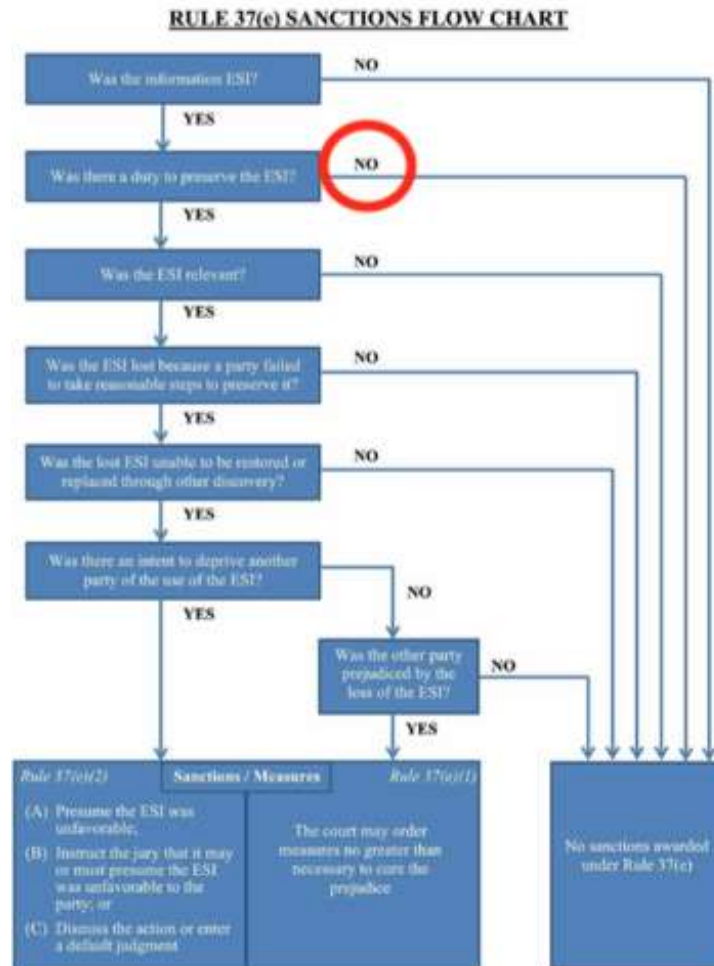 RULE 37(e) SANCTIONS FLOW CHART
Was the information ESI?
NO
YES
Was there a duty to preserve the ESI?
NO
YES
Was the ESI relevant?
NO
YES
Was the ESI lost because a party failed
to take reasonable steps to preserve it?
NO
YES
Was the lost ESI unable to be restored or
replaced through other discovery?
NO
YES
Was there an intent to deprive another
party of the use of the ESI?
NO
YES
Was the other party
prejudiced by the
loss of the ESI?
NO
YES
Rule 37(e)(2)
Sanctions / Measures
Rule 37(e)(1)
(A) Presume the ESI was
unfavorable;
(B) Instruct the jury that it may
or must presume the ESI
was unfavorable to the
party; or
(C) Dismiss the action or enter
a default judgment
The court may order
measures no greater than
necessary to cure the
prejudice
No sanctions awarded
under Rule 37(e)